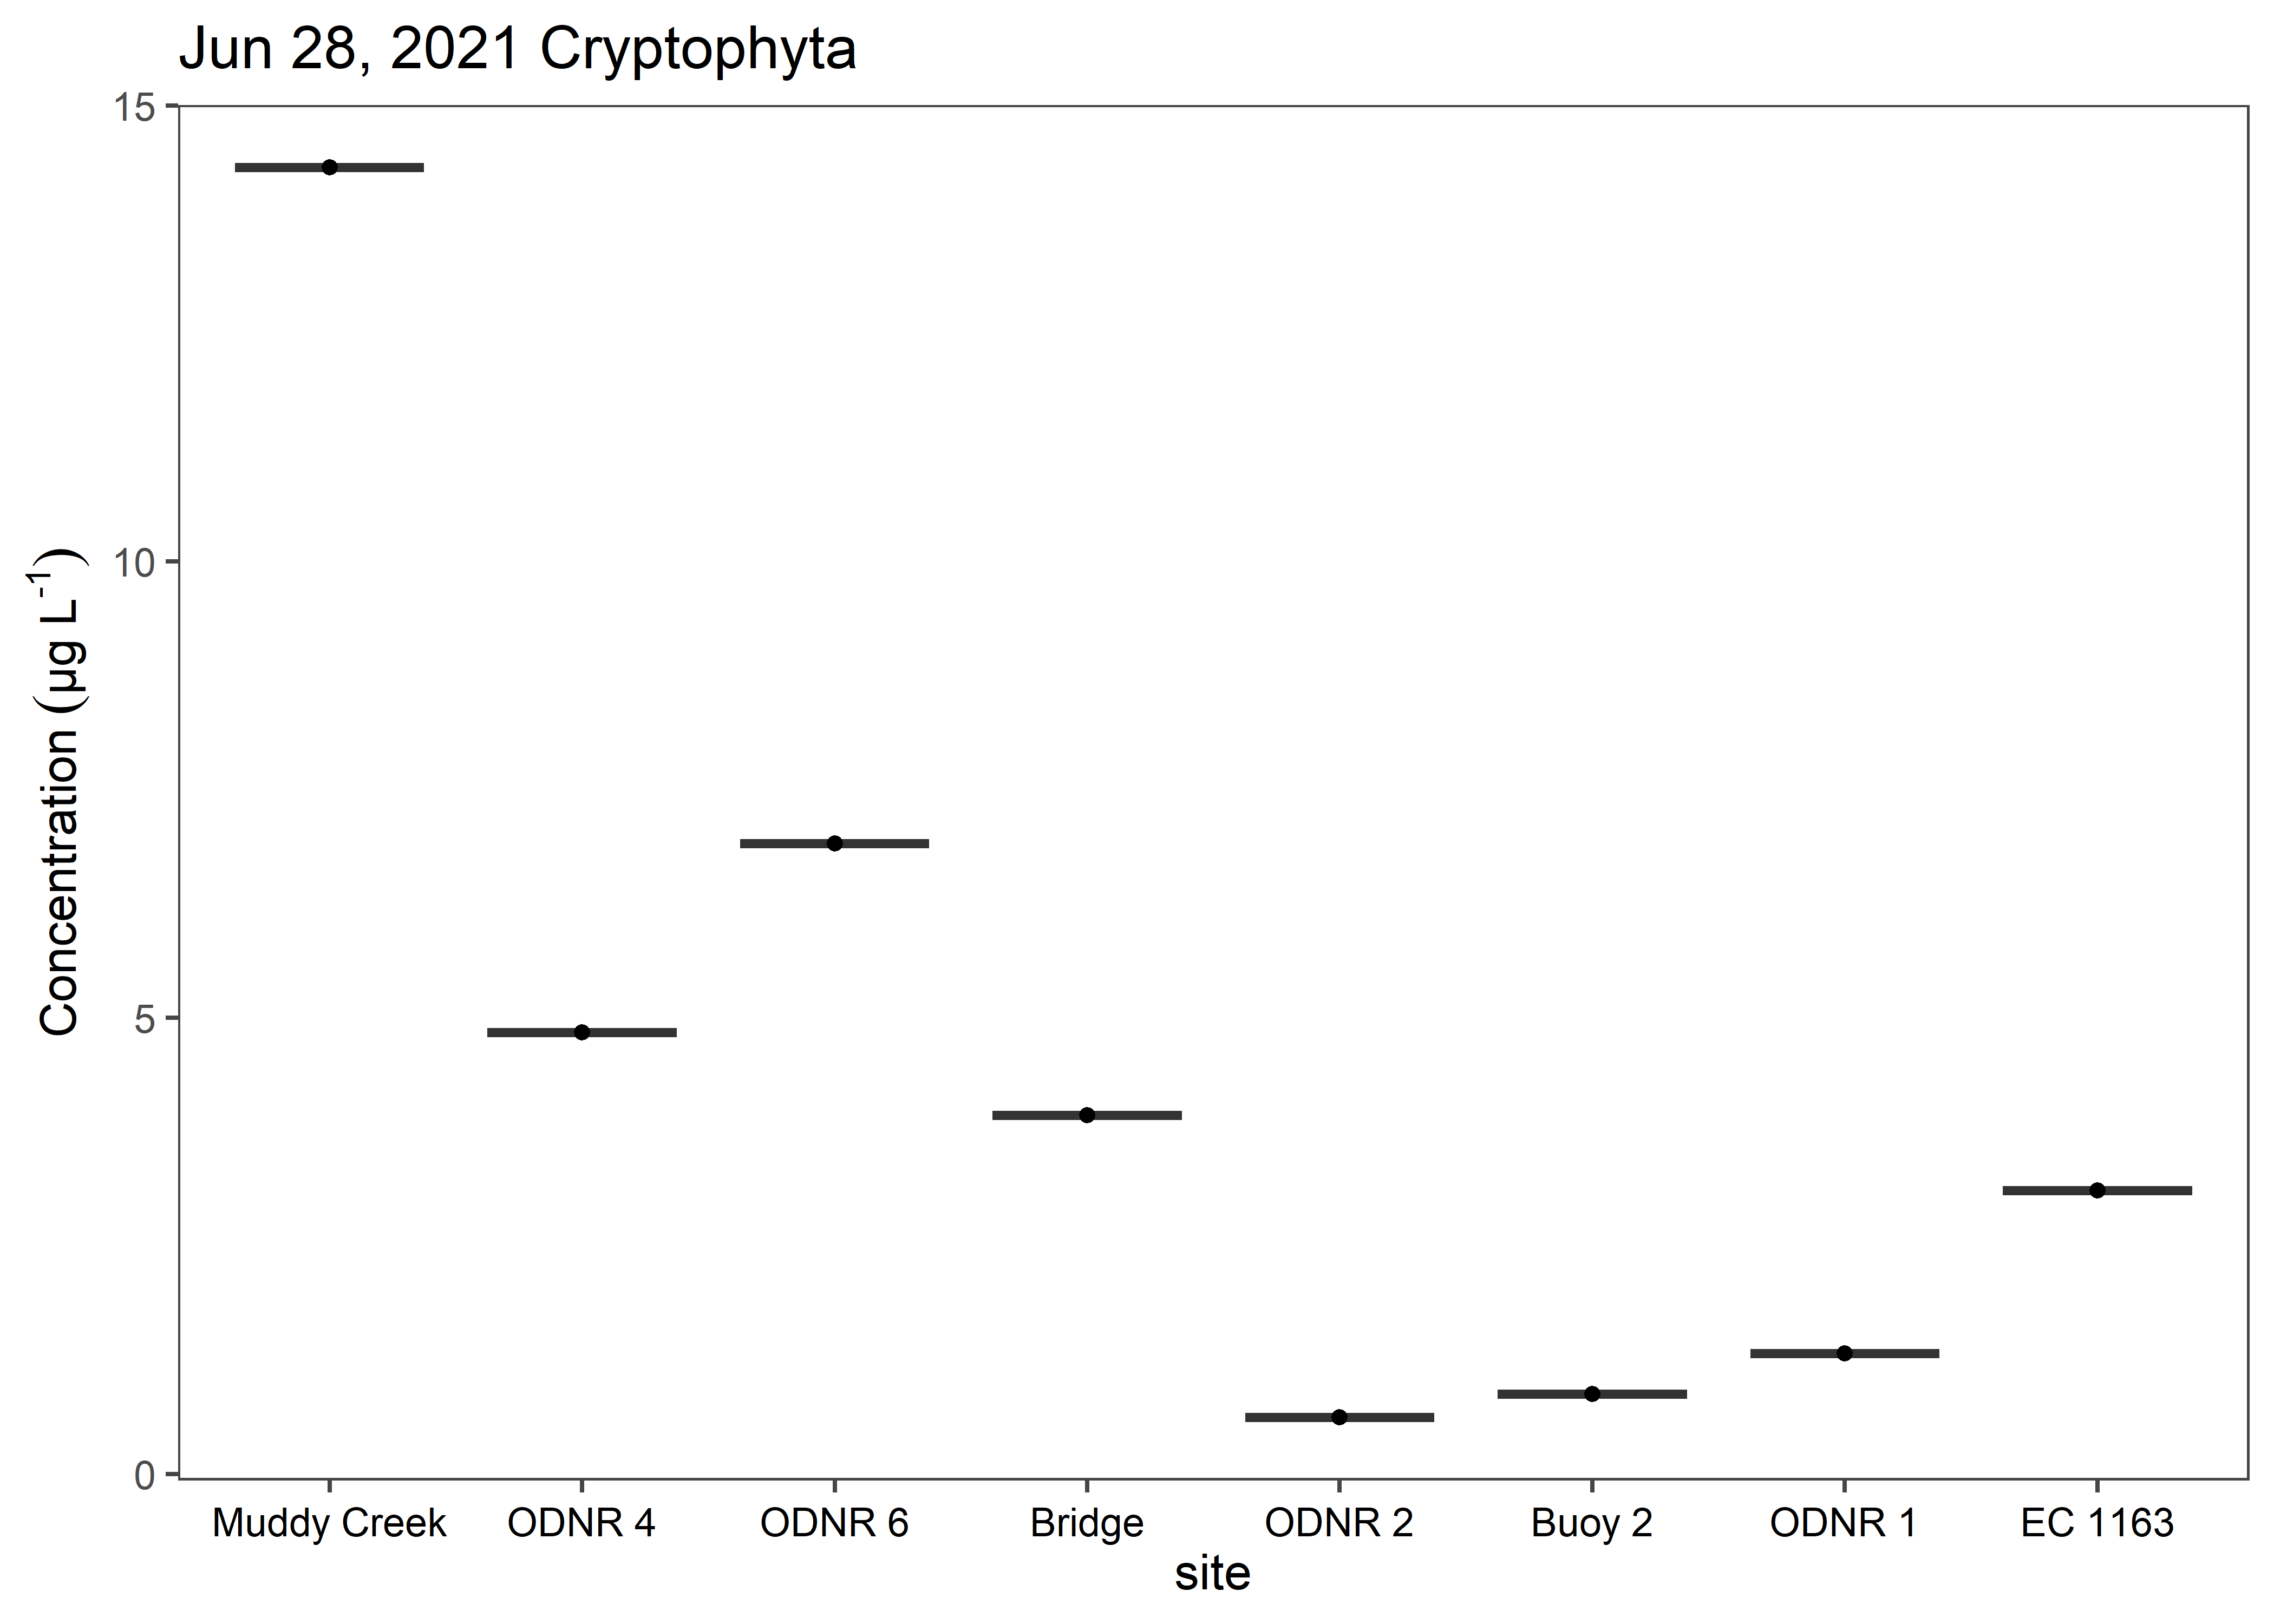 Jun 28, 2021 Cryptophyta
15
10
5
0
Concentration (µg L⁻¹)
Muddy Creek ODNR 4 ODNR 6 Bridge ODNR 2 Buoy 2 ODNR 1 EC 1163
site